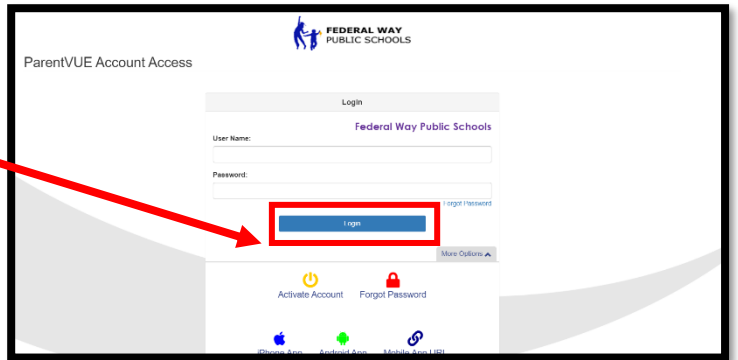 FEDERAL WAY
PUBLIC SCHOOLS
ParentVUE Account Access
Login
Federal Way Public Schools
User Name:
Password:
Forgot Password
Login
More Options
Activate Account Forgot Password
iPhone App Android App Mobile App URL